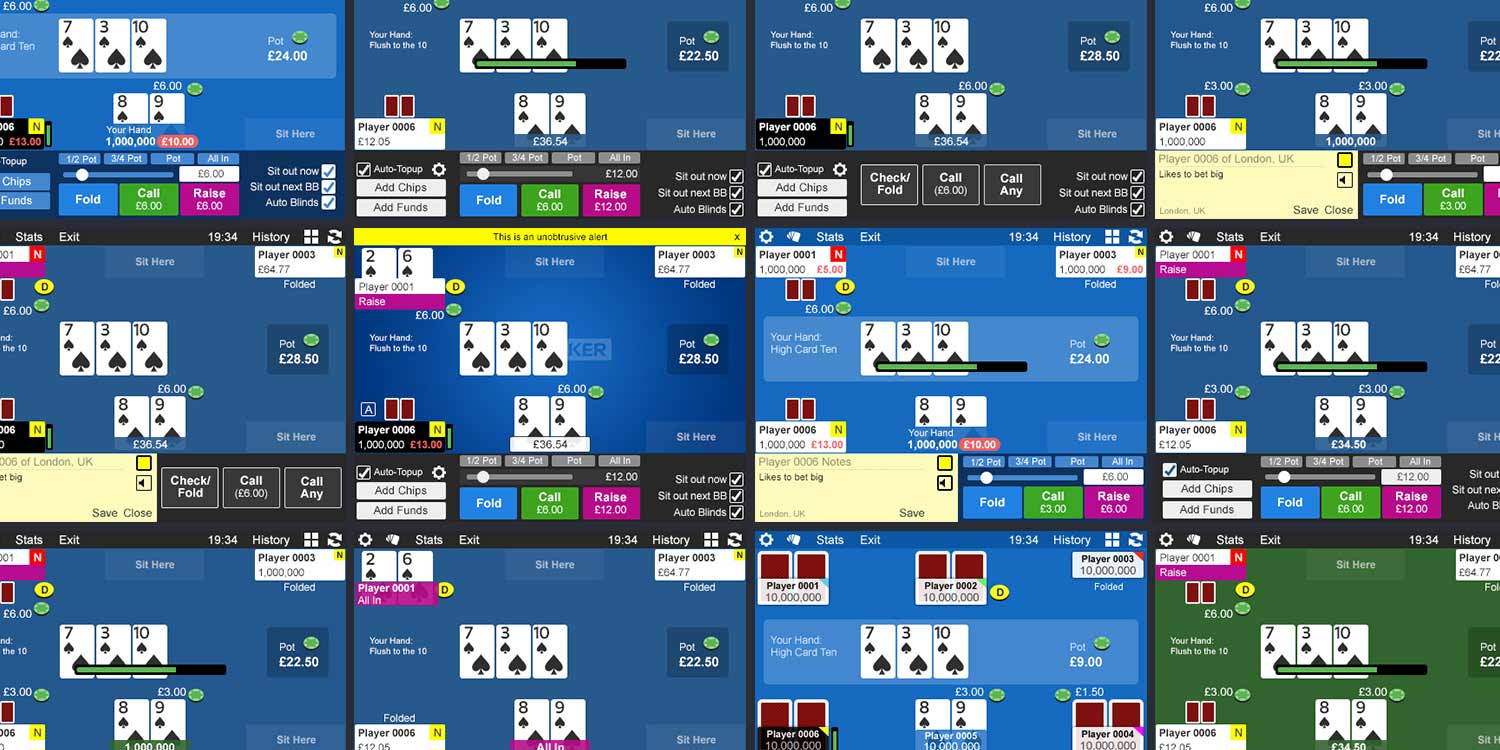 £6.00
and:
ard Ten
7
3
10
Pot
£24.00
£6.00
8
9
0006
N
£13.00
Your Hand
1,000,000
£10.00
Sit Here
-Topup
1/2 Pot
3/4 Pot
Pot
All In
£6.00
Sit out now
Chips
Fold
Call
£6.00
Raise
£6.00
Sit out next BB
Funds
Auto Blinds
£6.00
Your Hand:
Flush to the 10
7
3
10
Pot
£22.50
8
9
Player 0006
N
£12.05
£36.54
Sit Here
Auto-Topup
1/2 Pot
3/4 Pot
Pot
All In
£12.00
Sit out now
Add Chips
Fold
Call
£6.00
Raise
£12.00
Sit out next BB
Add Funds
Auto Blinds
£6.00
Your Hand:
Flush to the 10
7
3
10
Pot
£28.50
£6.00
8
9
Player 0006
N
1,000,000
£36.54
Sit Here
Auto-Topup
Check/
Fold
Call
(£6.00)
Call
Any
Sit out now
Add Chips
Sit out next BB
Add Funds
Auto Blinds
£6.00
Your Hand:
Flush to the 10
7
3
10
Pot
£22
£3.00
£3.00
8
9
Player 0006
N
1,000,000
1,000,000
Sit Here
Player 0006 of London, UK
Likes to bet big
London, UK
Save
Close
1/2 Pot
3/4 Pot
Pot
Fold
Call
£3.00
Stats
Exit
19:34
History
001
N
Sit Here
Player 0003
N
£64.77
Folded
D
£6.00
nd:
the 10
7
3
10
Pot
£28.50
£6.00
8
9
006
N
0
£36.54
Sit Here
006 of London, UK
et big
Save
Close
Check/
Fold
Call
(£6.00)
Call
Any
This is an unobtrusive alert
x
2
6
Sit Here
Player 0003
N
£64.77
Folded
Player 0001
D
Raise
£6.00
Your Hand:
Flush to the 10
7
3
10
KER
Pot
£28.50
£6.00
A
8
9
Player 0006
N
1,000,000
£13.00
£36.54
Sit Here
Auto-Topup
1/2 Pot
3/4 Pot
Pot
All In
£12.00
Sit out now
Add Chips
Fold
Call
£6.00
Raise
£12.00
Sit out next BB
Add Funds
Auto Blinds
Stats
Exit
19:34
History
Player 0001
N
1,000,000
£5.00
Sit Here
Player 0003
N
1,000,000
£9.00
Folded
D
£6.00
Your Hand:
High Card Ten
7
3
10
Pot
£24.00
8
9
Player 0006
N
1,000,000
£13.00
Your Hand
1,000,000
£10.00
Sit Here
Player 0006 Notes
Likes to bet big
London, UK
Save
1/2 Pot
3/4 Pot
Pot
All In
£6.00
Fold
Call
£3.00
Raise
£6.00
Stats
Exit
19:34
History
Player 0001
N
Raise
Sit Here
Player 0
£64.77
Fol
D
£6.00
Your Hand:
Flush to the 10
7
3
10
Pot
£22
£3.00
£3.00
8
9
Player 0006
N
£12.05
£34.50
Sit Here
Auto-Topup
1/2 Pot
3/4 Pot
Pot
All In
£12.00
Sit out
Add Chips
Fold
Call
£6.00
Raise
£12.00
Sit out nex
Add Funds
Auto B
Stats
Exit
19:34
History
001
N
Sit Here
Player 0003
N
1,000,000
Folded
D
£6.00
nd:
the 10
7
3
10
Pot
£22.50
£3.00
£3.00
8
9
006
N
1,000,000
Sit Here
Stats
Exit
19:34
History
2
6
Sit Here
Player 0003
N
£64.77
Folded
Player 0001
D
All In
Your Hand:
Flush to the 10
7
3
10
Pot
£22.50
Folded
8
9
Player 0006
N
£12.05
All In
Sit Here
Stats
Exit
19:34
History
Player 0001
10,000,000
Player 0002
10,000,000
D
Player 0003
10,000,000
Folded
Your Hand:
High Card Ten
7
3
10
Pot
£9.00
£3.00
£1.50
8
9
Player 0006
10,000,000
Player 0005
10,000,000
Player 0004
10,000,000
Stats
Exit
19:34
History
Player 0001
N
Raise
Sit Here
Player 0
£64.77
Fol
D
£6.00
Your Hand:
Flush to the 10
7
3
10
Pot
£22
£3.00
£3.00
8
9
Player 0006
N
£12.05
£34.50
Sit Here